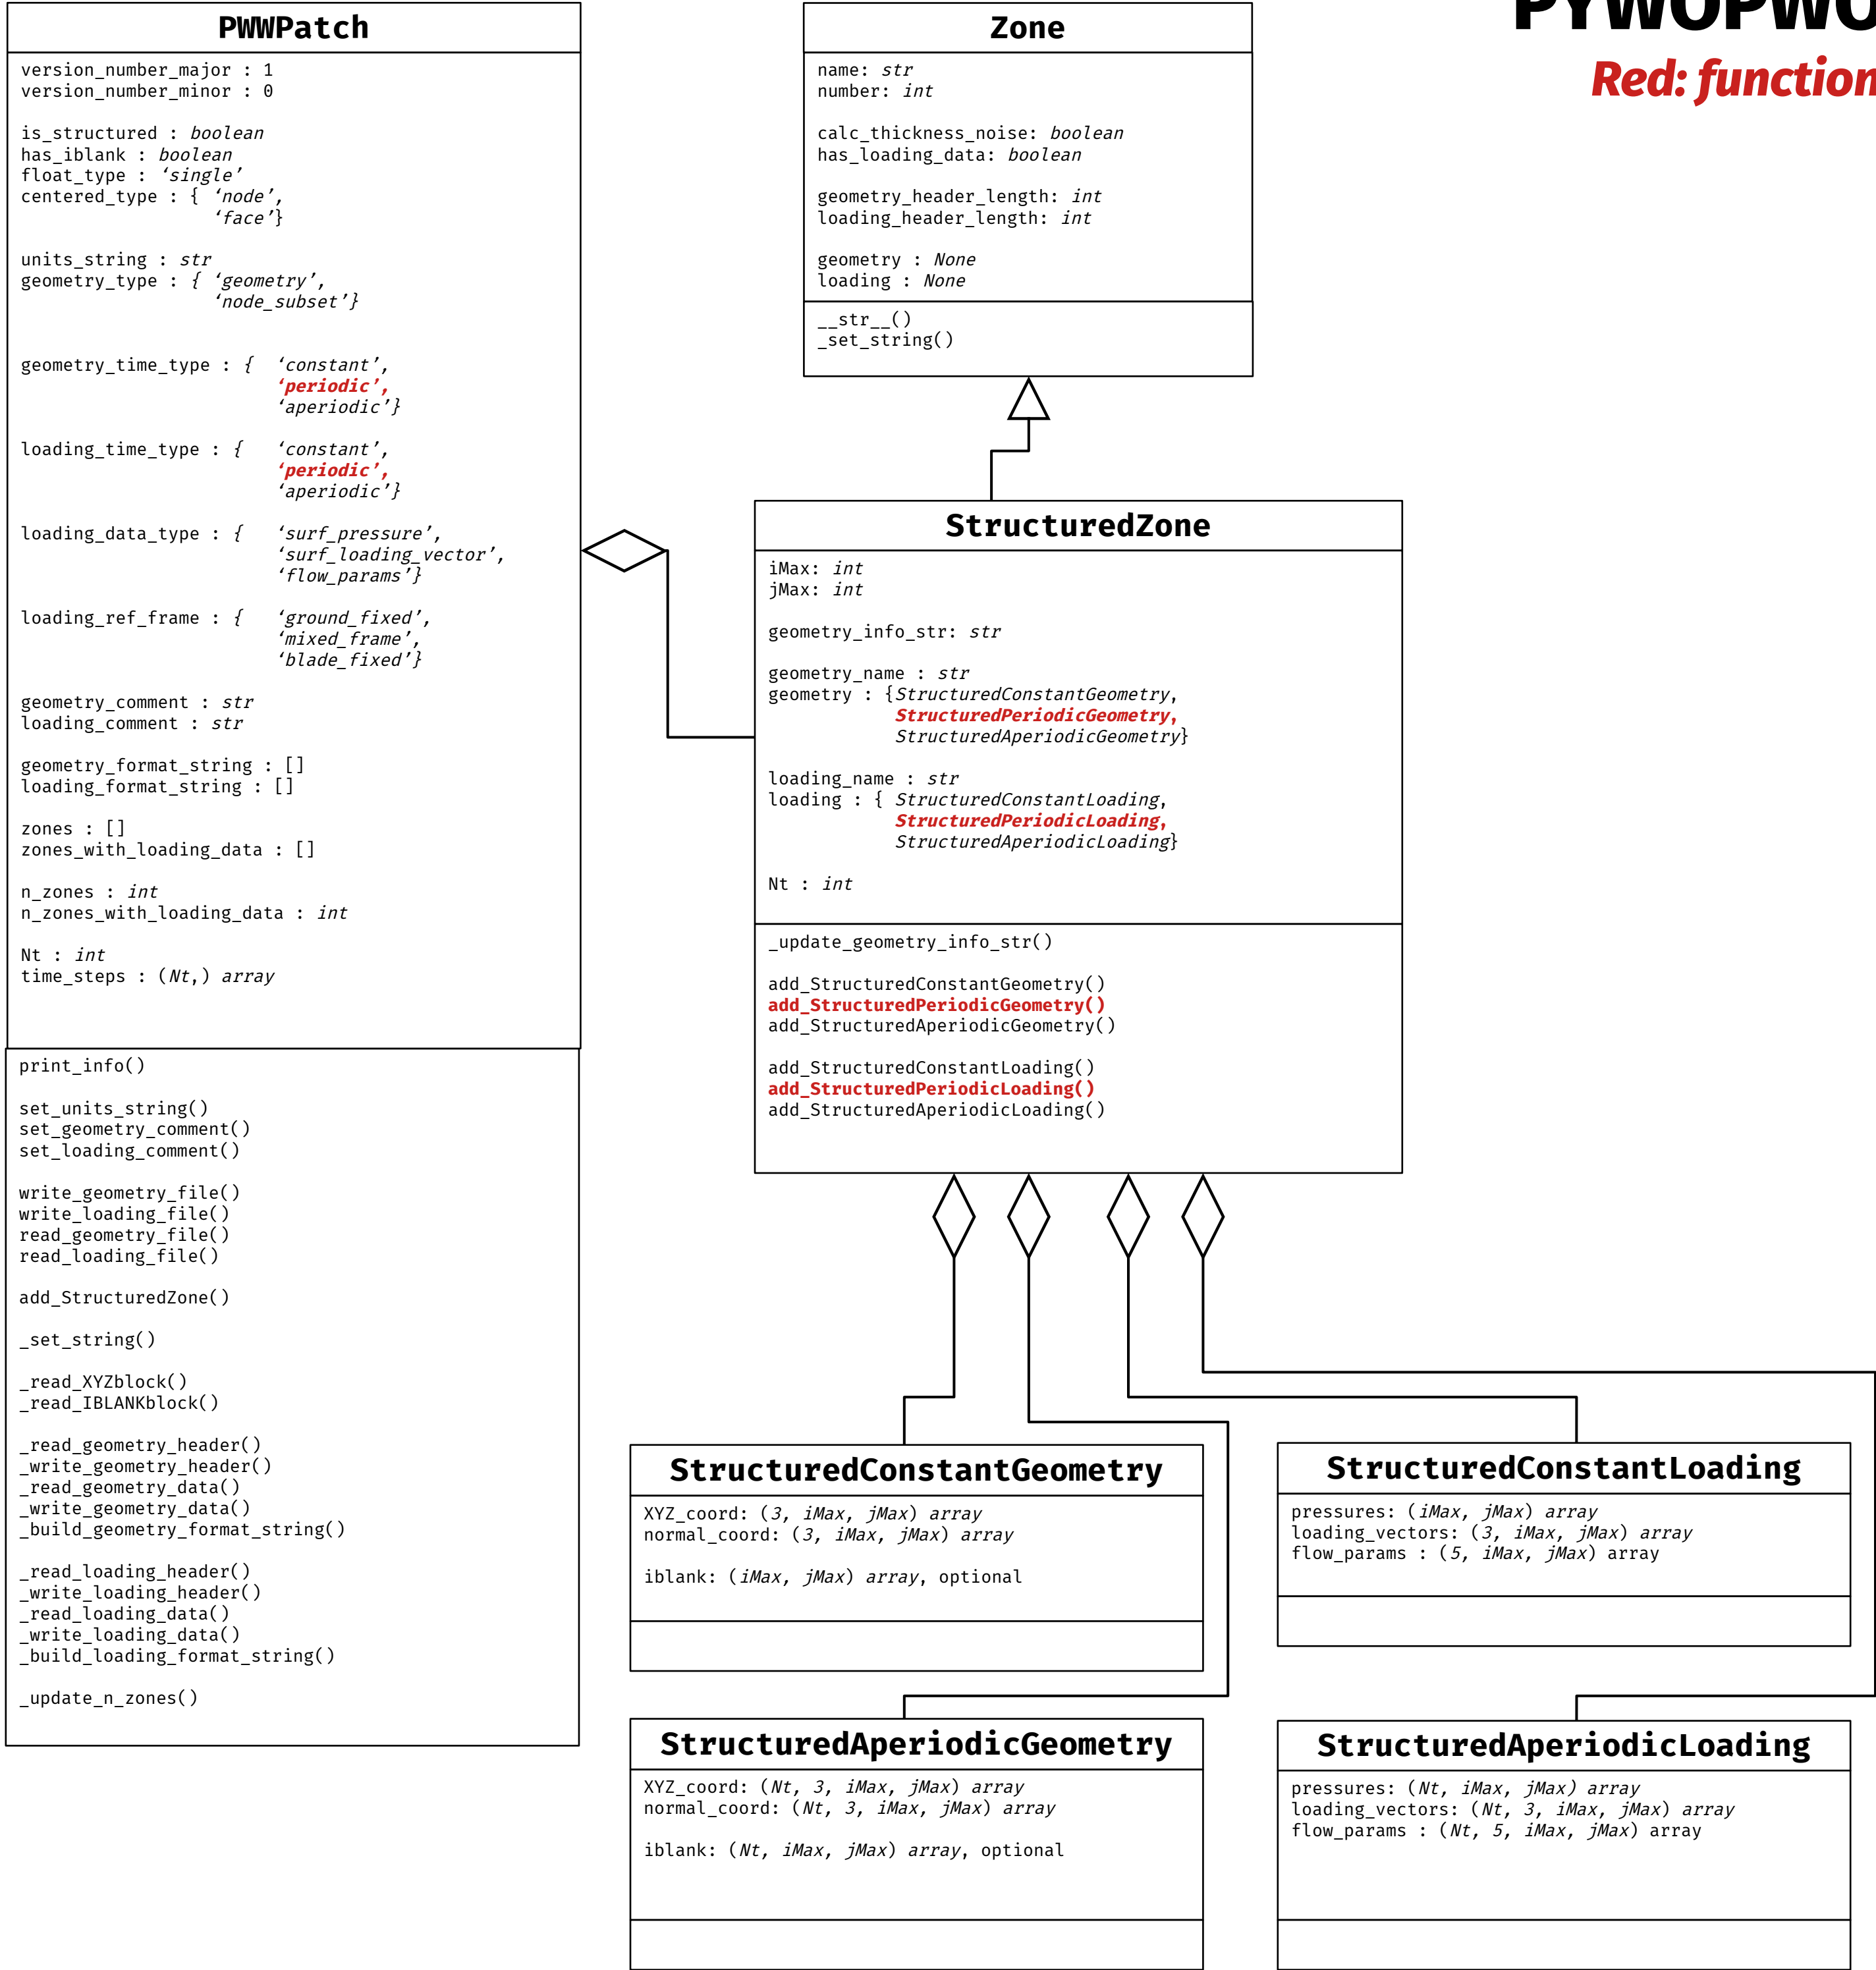 PWWPatch
version_number_major : 1
version_number_minor : 0
is_structured : boolean
has_iblank : boolean
float_type : ‘single’
centered_type : { ‘node’,
‘face’}
units_string : str
geometry_type : { ‘geometry’,
‘node_subset’}
geometry_time_type : { ‘constant’,
‘periodic’,
‘aperiodic’}
loading_time_type : { ‘constant’,
‘periodic’,
‘aperiodic’}
loading_data_type : { ‘surf_pressure’,
‘surf_loading_vector’,
‘flow_params’}
loading_ref_frame : { ‘ground_fixed’,
‘mixed_frame’,
‘blade_fixed’}
geometry_comment : str
loading_comment : str
geometry_format_string : []
loading_format_string : []
zones : []
zones_with_loading_data : []
n_zones : int
n_zones_with_loading_data : int
Nt : int
time_steps : (Nt,) array
print_info()
set_units_string()
set_geometry_comment()
set_loading_comment()
write_geometry_file()
write_loading_file()
read_geometry_file()
read_loading_file()
add_StructuredZone()
_set_string()
_read_XYZblock()
_read_IBLANKblock()
_read_geometry_header()
_write_geometry_header()
_read_geometry_data()
_write_geometry_data()
_build_geometry_format_string()
_read_loading_header()
_write_loading_header()
_read_loading_data()
_write_loading_data()
_build_loading_format_string()
_update_n_zones()
Zone
name: str
number: int
calc_thickness_noise: boolean
has_loading_data: boolean
geometry_header_length: int
loading_header_length: int
geometry : None
loading : None
__str__()
_set_string()
PYWOPWO
Red: function
StructuredZone
iMax: int
jMax: int
geometry_info_str: str
geometry_name : str
geometry : {StructuredConstantGeometry,
StructuredPeriodicGeometry,
StructuredAperiodicGeometry}
loading_name : str
loading : { StructuredConstantLoading,
StructuredPeriodicLoading,
StructuredAperiodicLoading}
Nt : int
_update_geometry_info_str()
add_StructuredConstantGeometry()
add_StructuredPeriodicGeometry()
add_StructuredAperiodicGeometry()
add_StructuredConstantLoading()
add_StructuredPeriodicLoading()
add_StructuredAperiodicLoading()
StructuredConstantGeometry
XYZ_coord: (3, iMax, jMax) array
normal_coord: (3, iMax, jMax) array
iblank: (iMax, jMax) array, optional
StructuredConstantLoading
pressures: (iMax, jMax) array
loading_vectors: (3, iMax, jMax) array
flow_params : (5, iMax, jMax) array
StructuredAperiodicGeometry
XYZ_coord: (Nt, 3, iMax, jMax) array
normal_coord: (Nt, 3, iMax, jMax) array
iblank: (Nt, iMax, jMax) array, optional
StructuredAperiodicLoading
pressures: (Nt, iMax, jMax) array
loading_vectors: (Nt, 3, iMax, jMax) array
flow_params : (Nt, 5, iMax, jMax) array